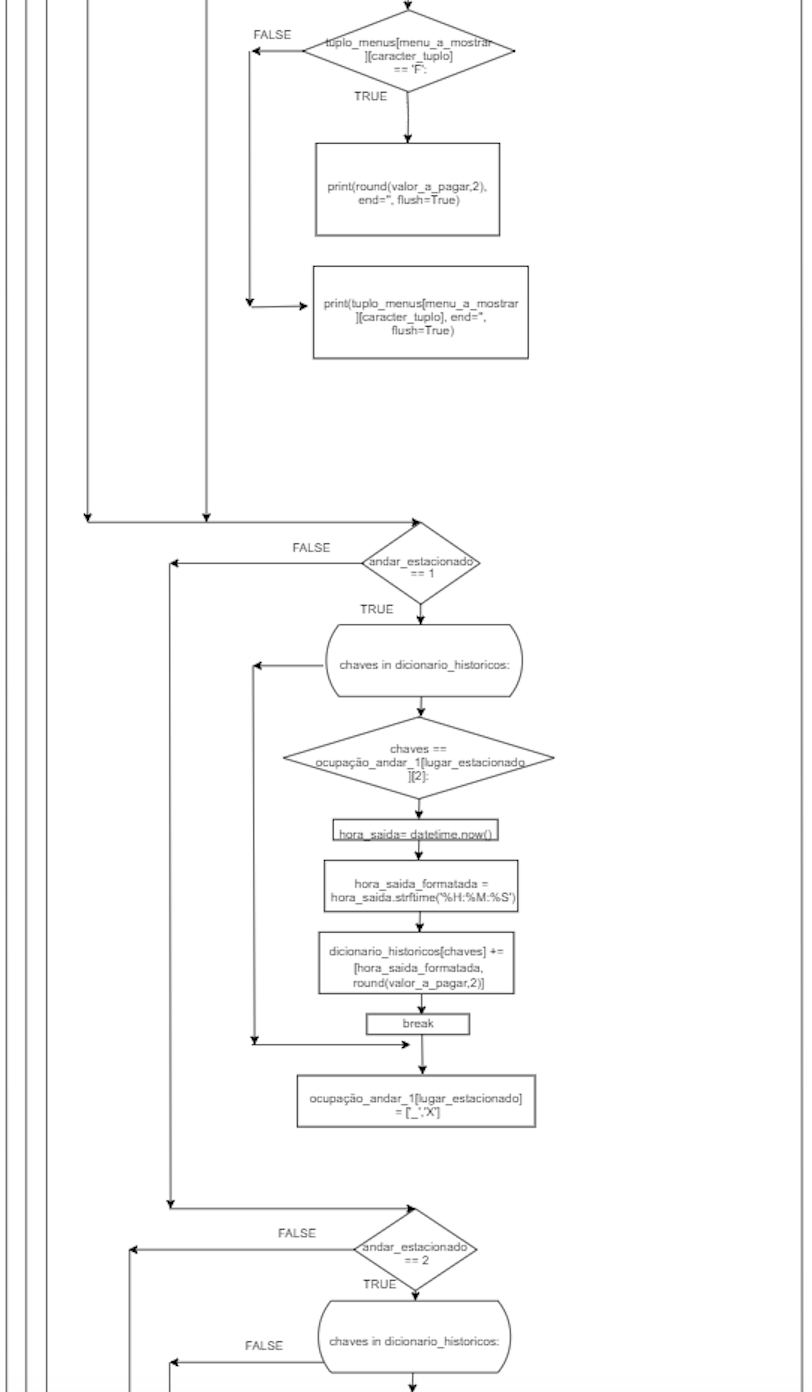 FALSE
tuplo_menus[menu_a_mostrar
][caracter_tuplo]
== 'F':
TRUE
print(round(valor_a_pagar,2),
end='', flush=True)
print(tuplo_menus[menu_a_mostrar
][caracter_tuplo], end='',
flush=True)
FALSE
andar_estacionado
== 1
TRUE
chaves in dicionario_historicos:
chaves ==
ocupação_andar_1[lugar_estacionado
][2]:
hora_saida= datetime.now()
hora_saida_formatada =
hora_saida.strftime('%H:%M:%S')
dicionario_historicos[chaves] +=
[hora_saida_formatada,
round(valor_a_pagar,2)]
break
ocupação_andar_1[lugar_estacionado]
= ['_','X']
FALSE
andar_estacionado
== 2
TRUE
chaves in dicionario_historicos:
FALSE